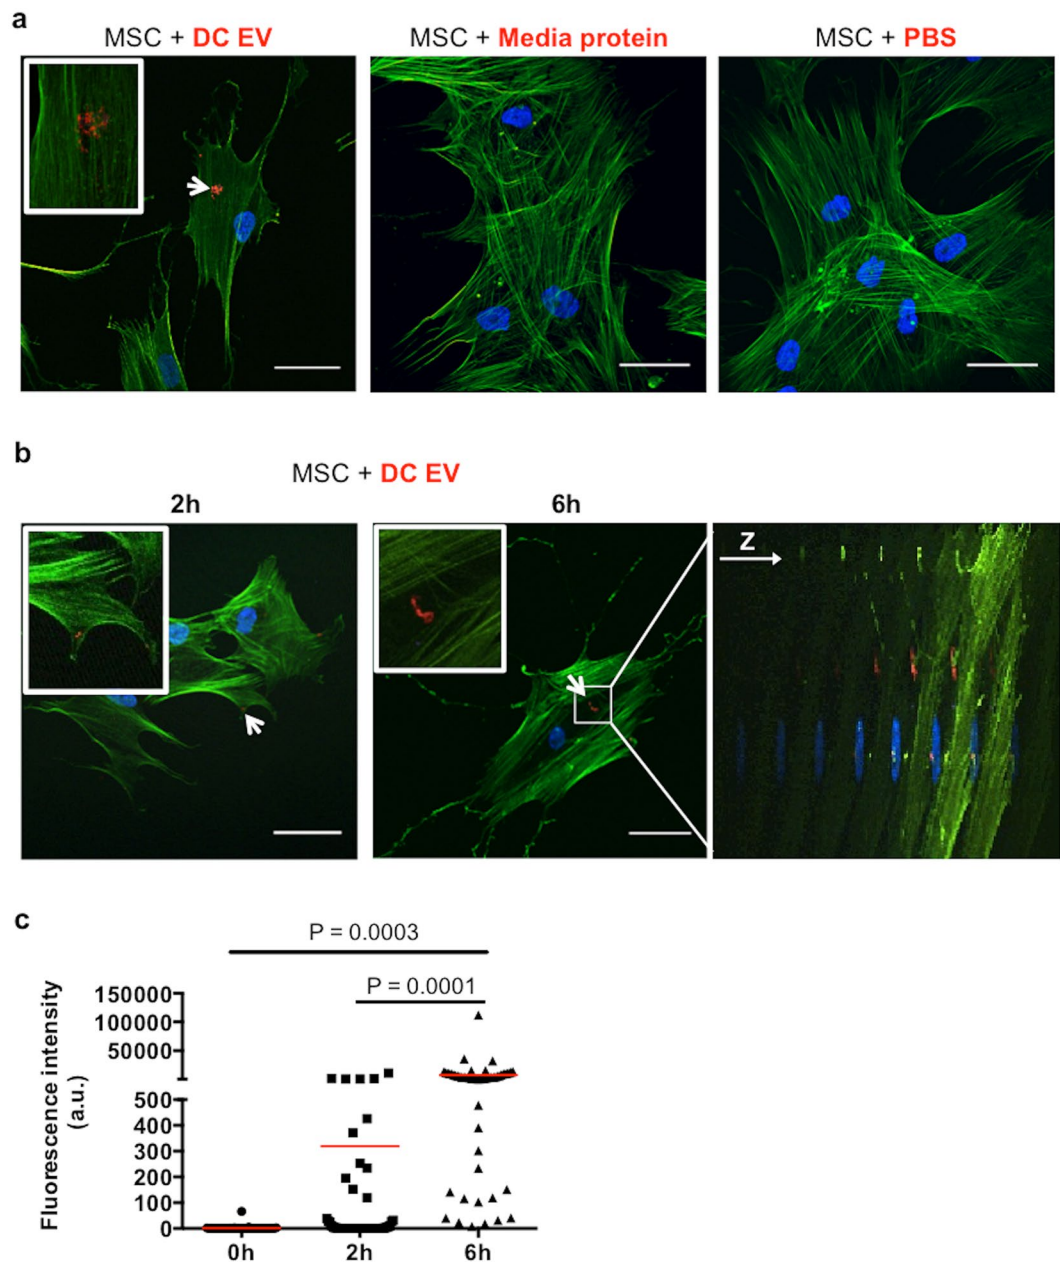 a
MSC + DC EV
MSC + Media protein
MSC + PBS
b
MSC + DC EV
2h
6h
Z
c
P = 0.0003
P = 0.0001
Fluorescence intensity
(a.u.)
150000
100000
50000
500
400
300
200
100
0
0h
2h
6h